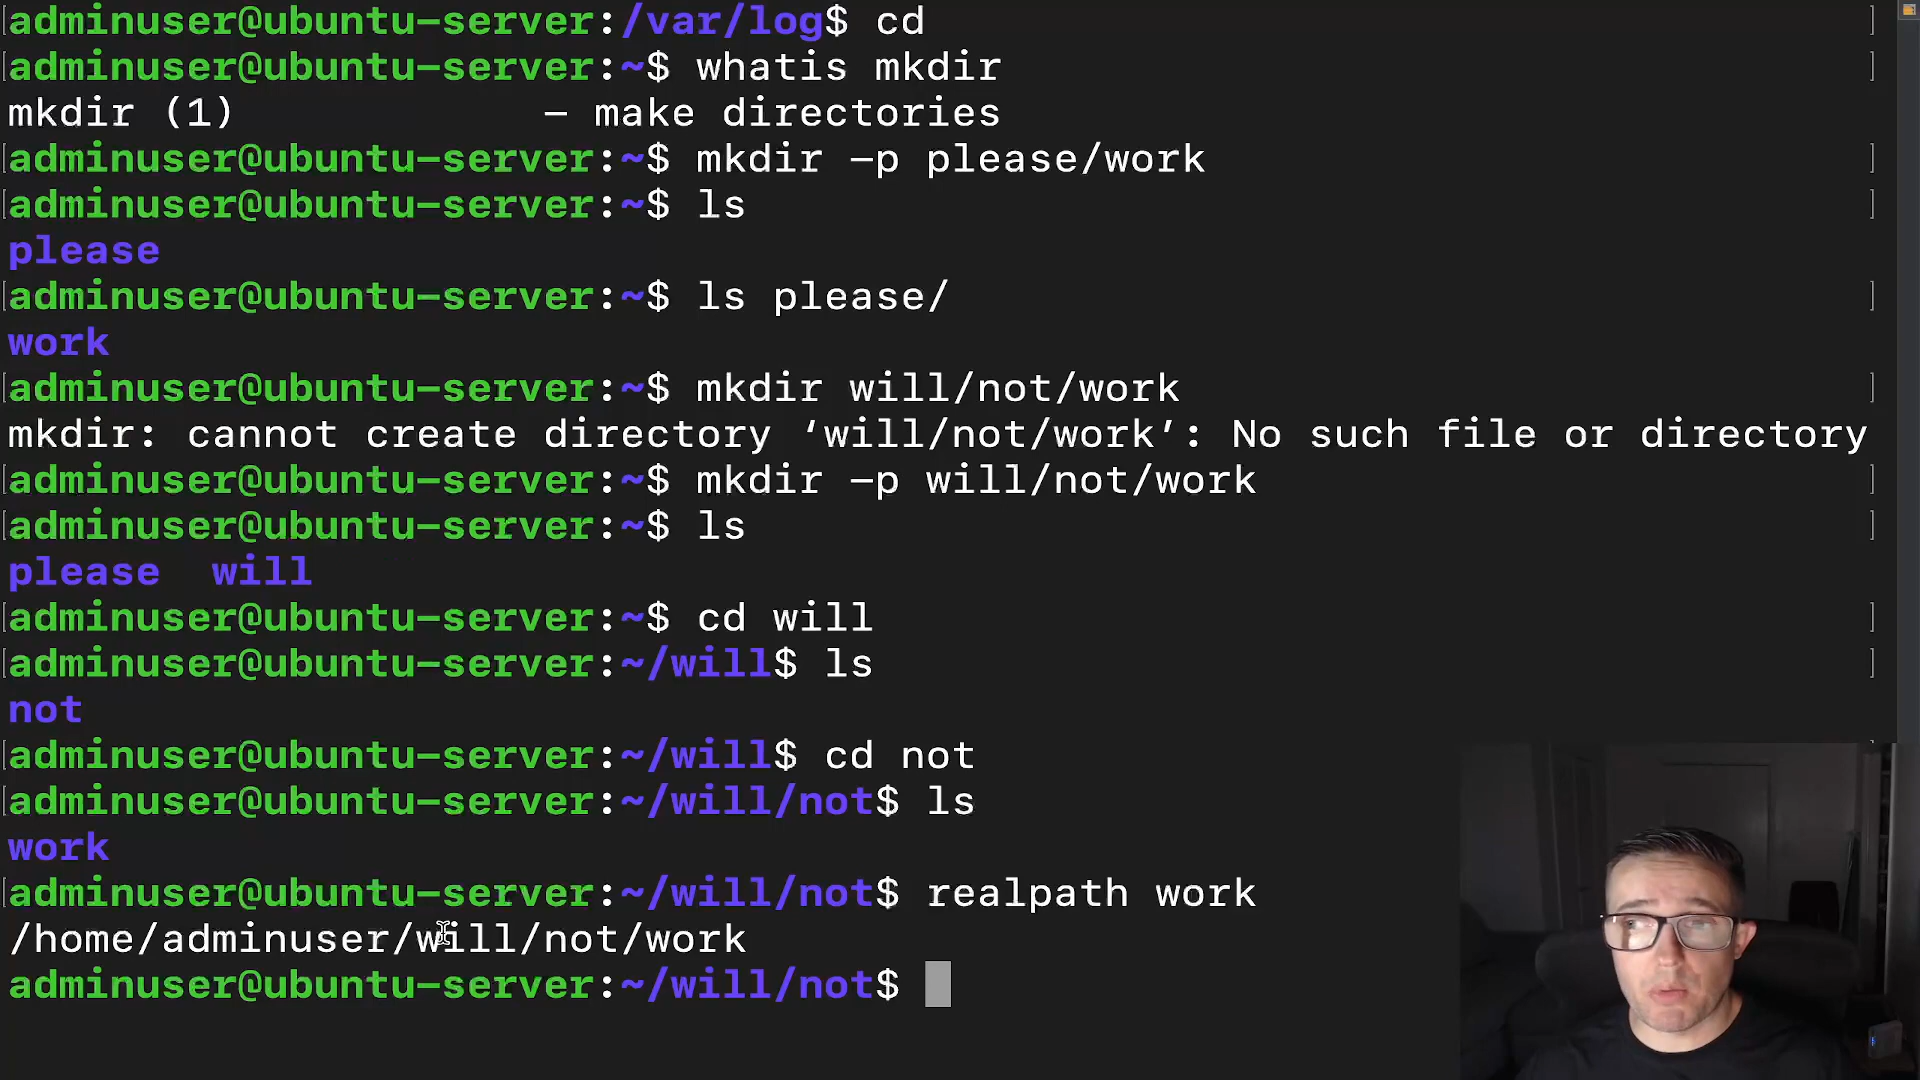 adminuser@ubuntu-server:/var/log$ cd
adminuser@ubuntu-server:~$ whatis mkdir
mkdir (1)            – make directories
adminuser@ubuntu-server:~$ mkdir –p please/work
adminuser@ubuntu-server:~$ ls
please
adminuser@ubuntu-server:~$ ls please/
work
adminuser@ubuntu-server:~$ mkdir will/not/work
mkdir: cannot create directory ‘will/not/work’: No such file or directory
adminuser@ubuntu-server:~$ mkdir –p will/not/work
adminuser@ubuntu-server:~$ ls
please  will
adminuser@ubuntu-server:~$ cd will
adminuser@ubuntu-server:~/will$ ls
not
adminuser@ubuntu-server:~/will$ cd not
adminuser@ubuntu-server:~/will/not$ ls
work
adminuser@ubuntu-server:~/will/not$ realpath work
/home/adminuser/will/not/work
adminuser@ubuntu-server:~/will/not$